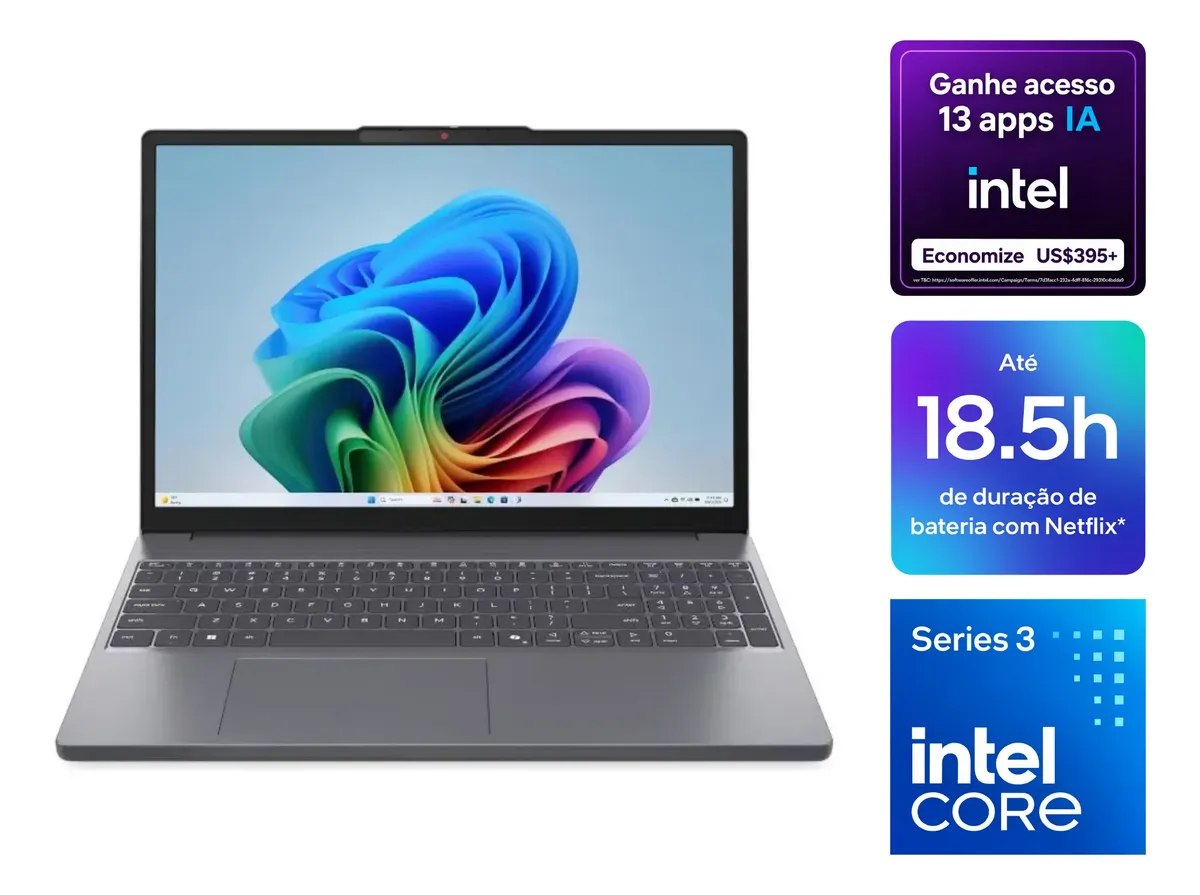 Ganhe acesso
13 apps IA
intel
Economize US$395+
Até
18.5h
de duração de
bateria com Netflix*
Series 3
intel
CORE